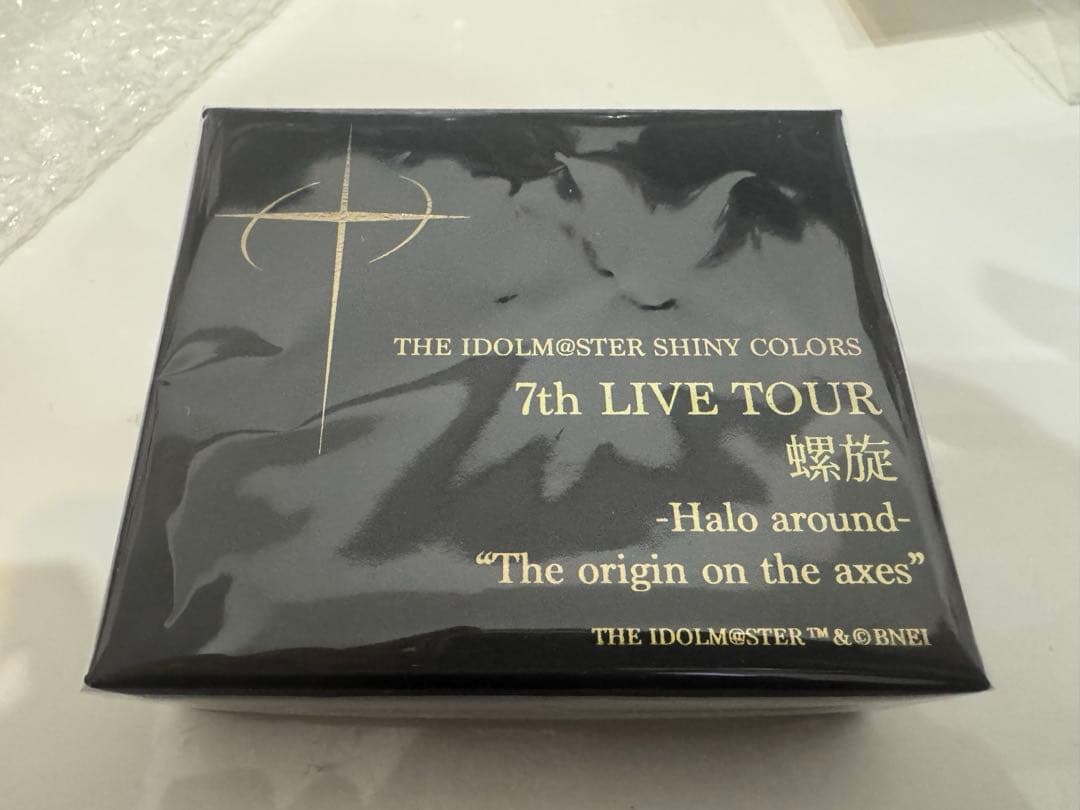 THE IDOLM@STER SHINY COLORS
7th LIVE TOUR
螺旋
-Halo around-
“The origin on the axes”
THE IDOLM@STER™&©BNEI